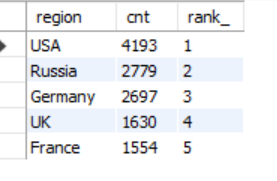 region cnt rank_
USA 4193 1
Russia 2779 2
Germany 2697 3
UK 1630 4
France 1554 5